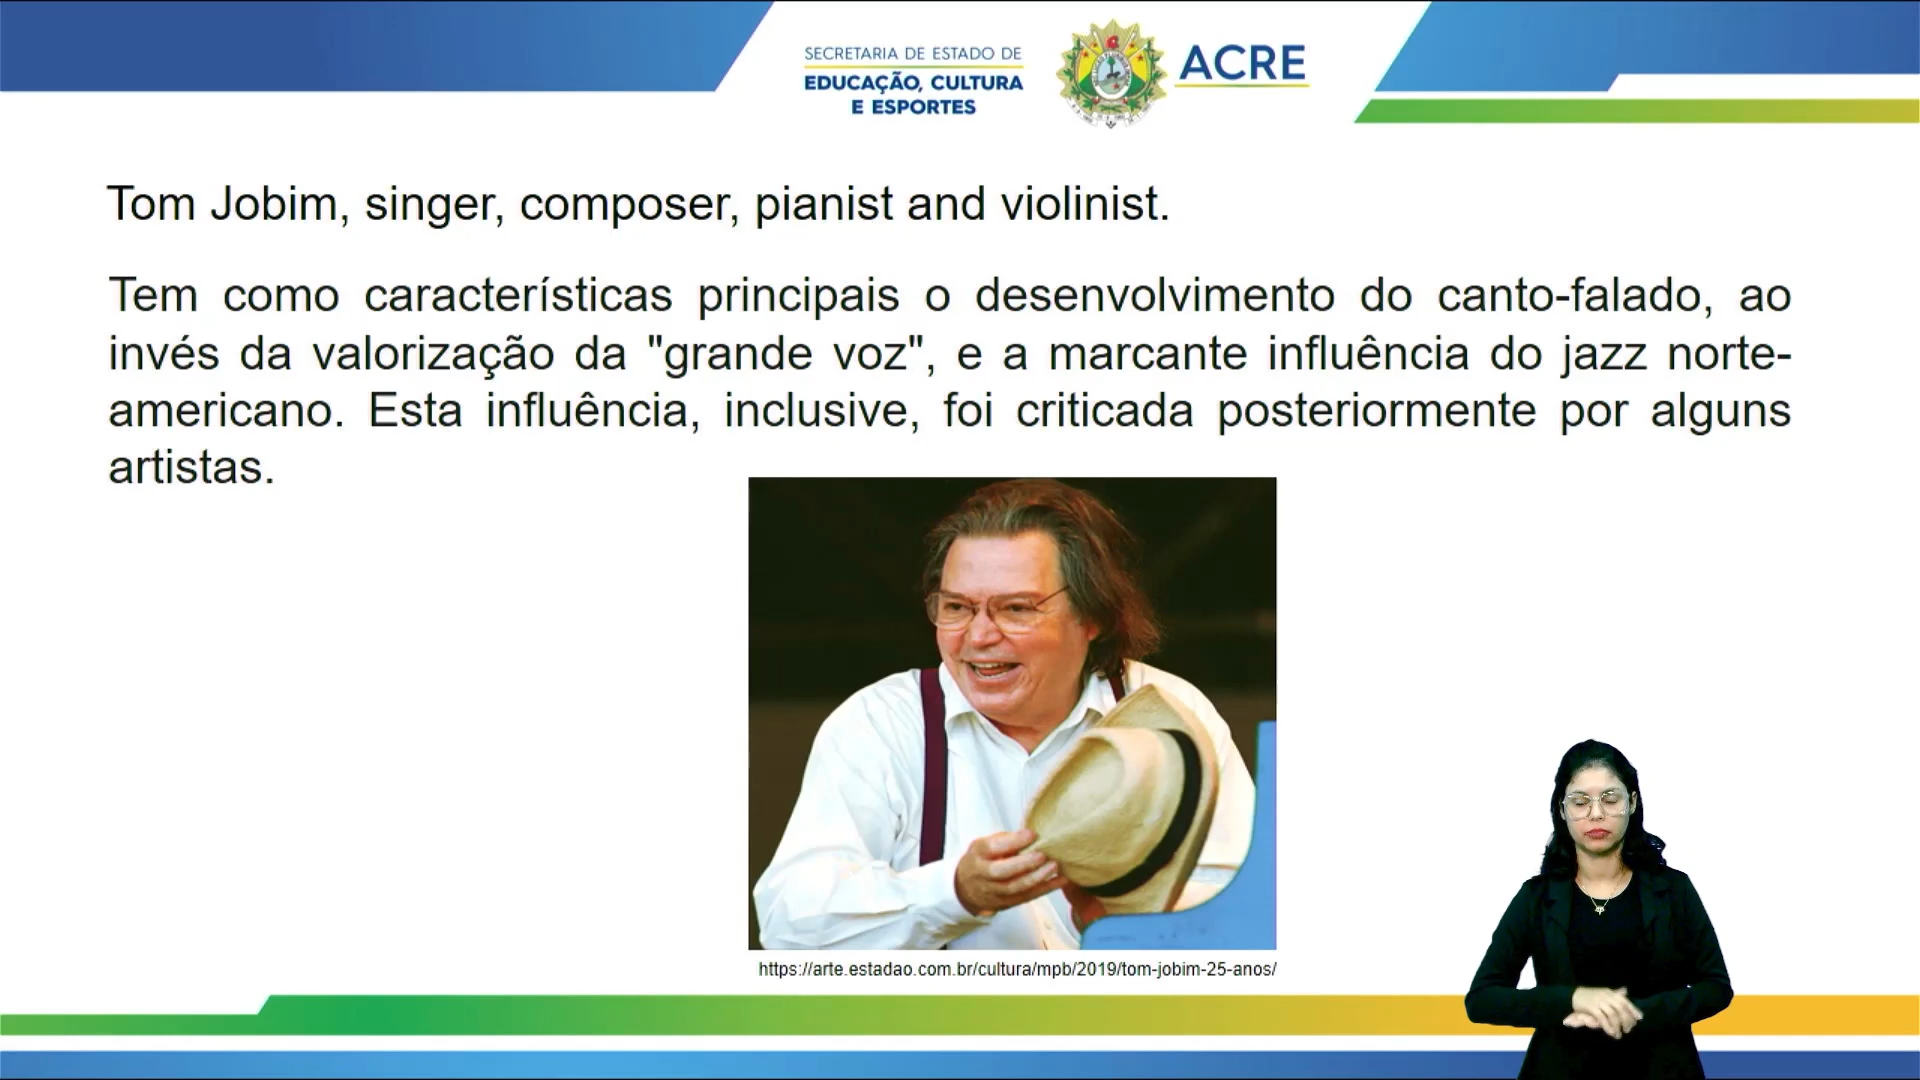 SECRETARIA DE ESTADO DE
EDUCAÇÃO, CULTURA
E ESPORTES
ACRE
Tom Jobim, singer, composer, pianist and violinist.
Tem como características principais o desenvolvimento do canto-falado, ao
invés da valorização da "grande voz", e a marcante influência do jazz norte-
americano. Esta influência, inclusive, foi criticada posteriormente por alguns
artistas.
https://arte.estadao.com.br/cultura/mpb/2019/tom-jobim-25-anos/